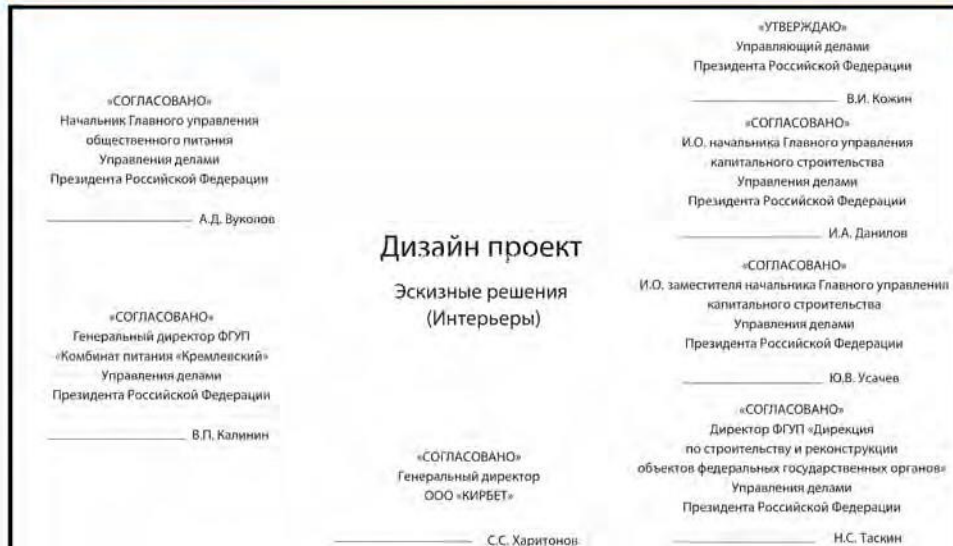 «СОГЛАСОВАНО»
Начальник Главного управления
общественного питания
Управления делами
Президента Российской Федерации
А.Д. Вуколов
«СОГЛАСОВАНО»
Генеральный директор ФГУП
«Комбинат питания «Кремлевский»
Управления делами
Президента Российской Федерации
В.П. Калинин
Дизайн проект
Эскизные решения
(Интерьеры)
«СОГЛАСОВАНО»
Генеральный директор
ООО «КИРБЕТ»
С.С. Харитонов
«УТВЕРЖДАЮ»
Управляющий делами
Президента Российской Федерации
В.И. Кожин
«СОГЛАСОВАНО»
И.О. начальника Главного управления
капитального строительства
Управления делами
Президента Российской Федерации
И.А. Данилов
«СОГЛАСОВАНО»
И.О. заместителя начальника Главного управления
капитального строительства
Управления делами
Президента Российской Федерации
Ю.В. Усачев
«СОГЛАСОВАНО»
Директор ФГУП «Дирекция
по строительству и реконструкции
объектов федеральных государственных органов»
Управления делами
Президента Российской Федерации
Н.С. Таскин